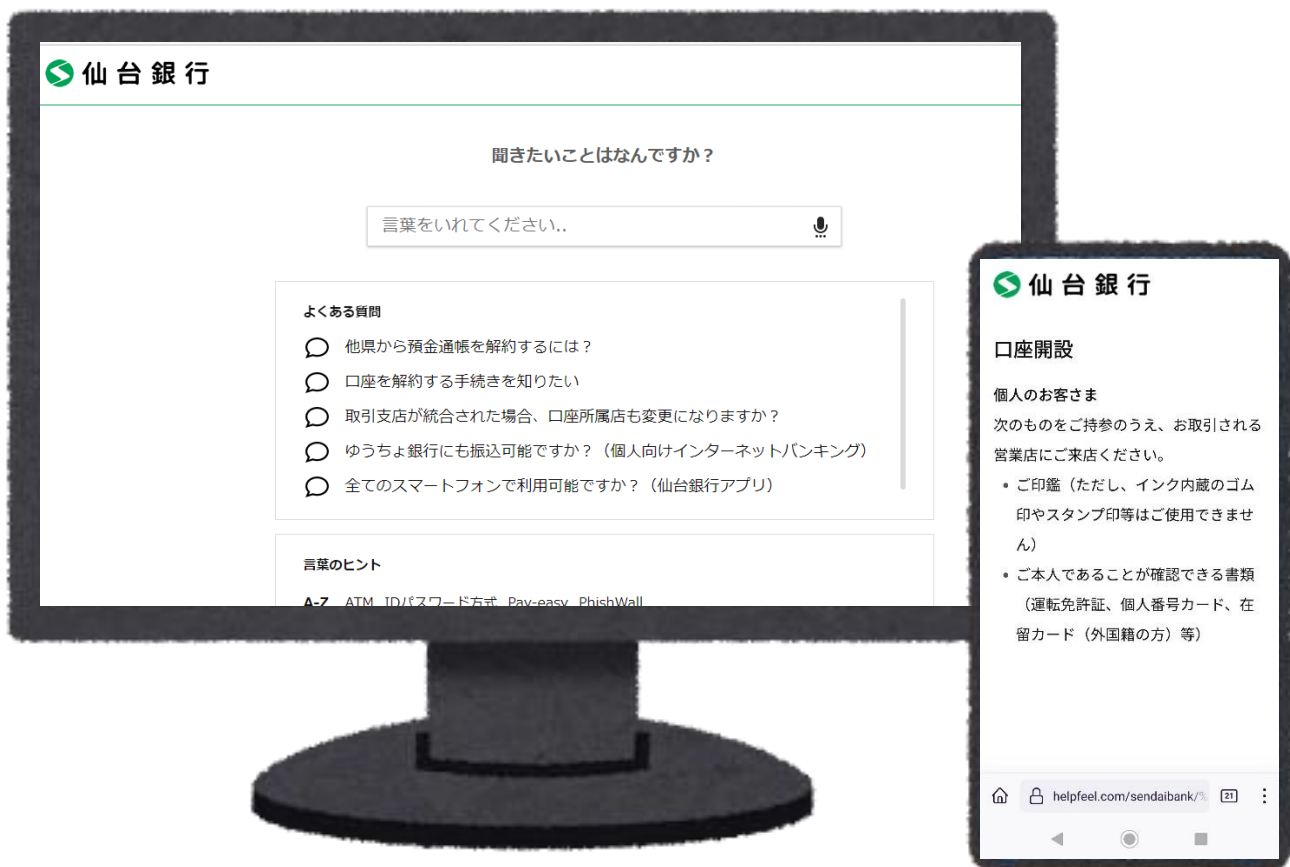 仙台銀行
聞きたいことはなんですか？
言葉をいれてください..
よくある質問
他県から預金通帳を解約するには？
口座を解約する手続きを知りたい
取引支店が統合された場合、口座所属店も変更になりますか？
ゆうちょ銀行にも振込可能ですか？（個人向けインターネットバンキング）
全てのスマートフォンで利用可能ですか？（仙台銀行アプリ）
言葉のヒント
A-Z ATM IDパスワード方式 Pay-easy PhishWall
仙台銀行
口座開設
個人のお客さま
次のものをご持参のうえ、お取引される
営業店にご来店ください。
• ご印鑑（ただし、インク内蔵のゴム
印やスタンプ印等はご使用できませ
ん）
• ご本人であることが確認できる書類
（運転免許証、個人番号カード、在
留カード（外国籍の方）等）
helpfeel.com/sendaibank/%
21